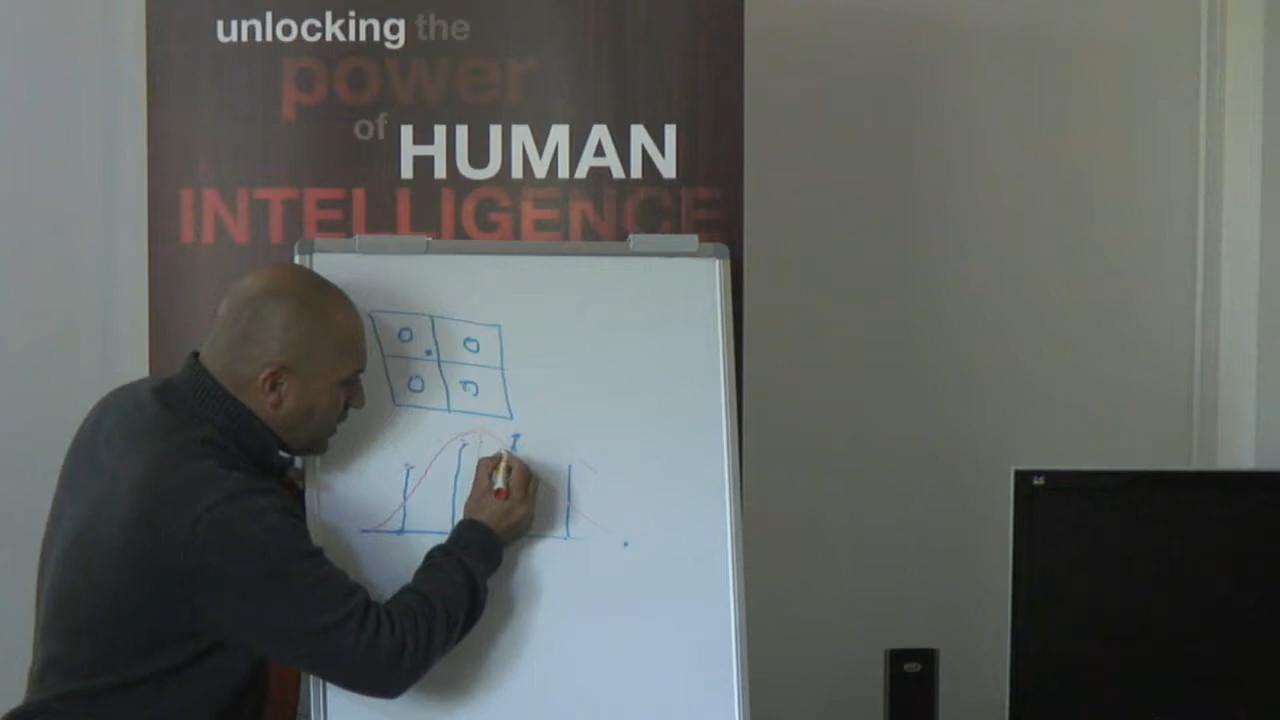 unlocking the
power
of HUMAN
INTELLIGENCE
O O
O